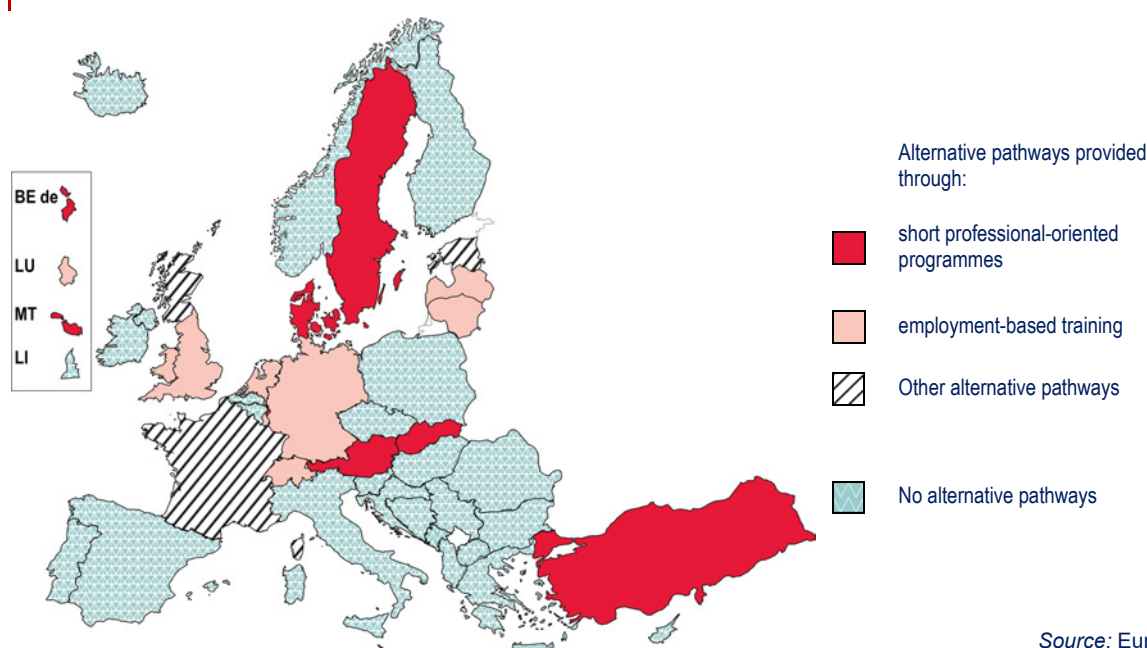 BE de
LU
MT
LI
Alternative pathways provided
through:
short professional-oriented
programmes
employment-based training
Other alternative pathways
No alternative pathways
Source: Eur